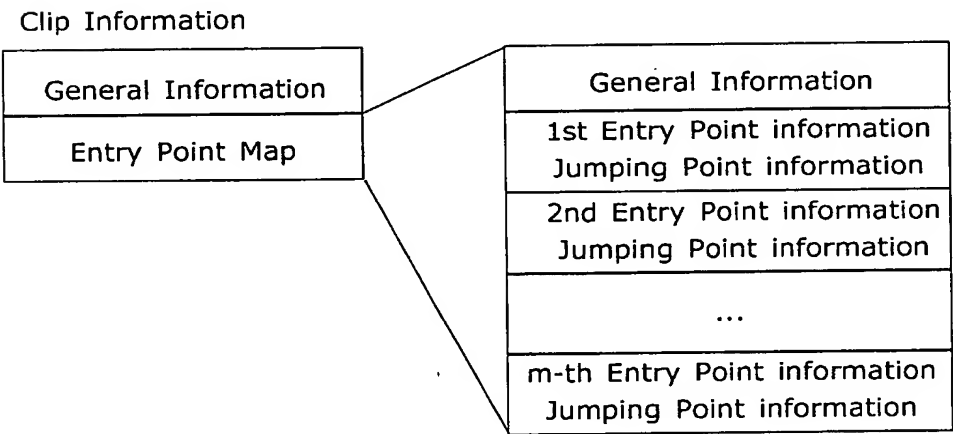 Clip Information
General Information
Entry Point Map
General Information
1st Entry Point information
Jumping Point information
2nd Entry Point information
Jumping Point information
...
m-th Entry Point information
Jumping Point information